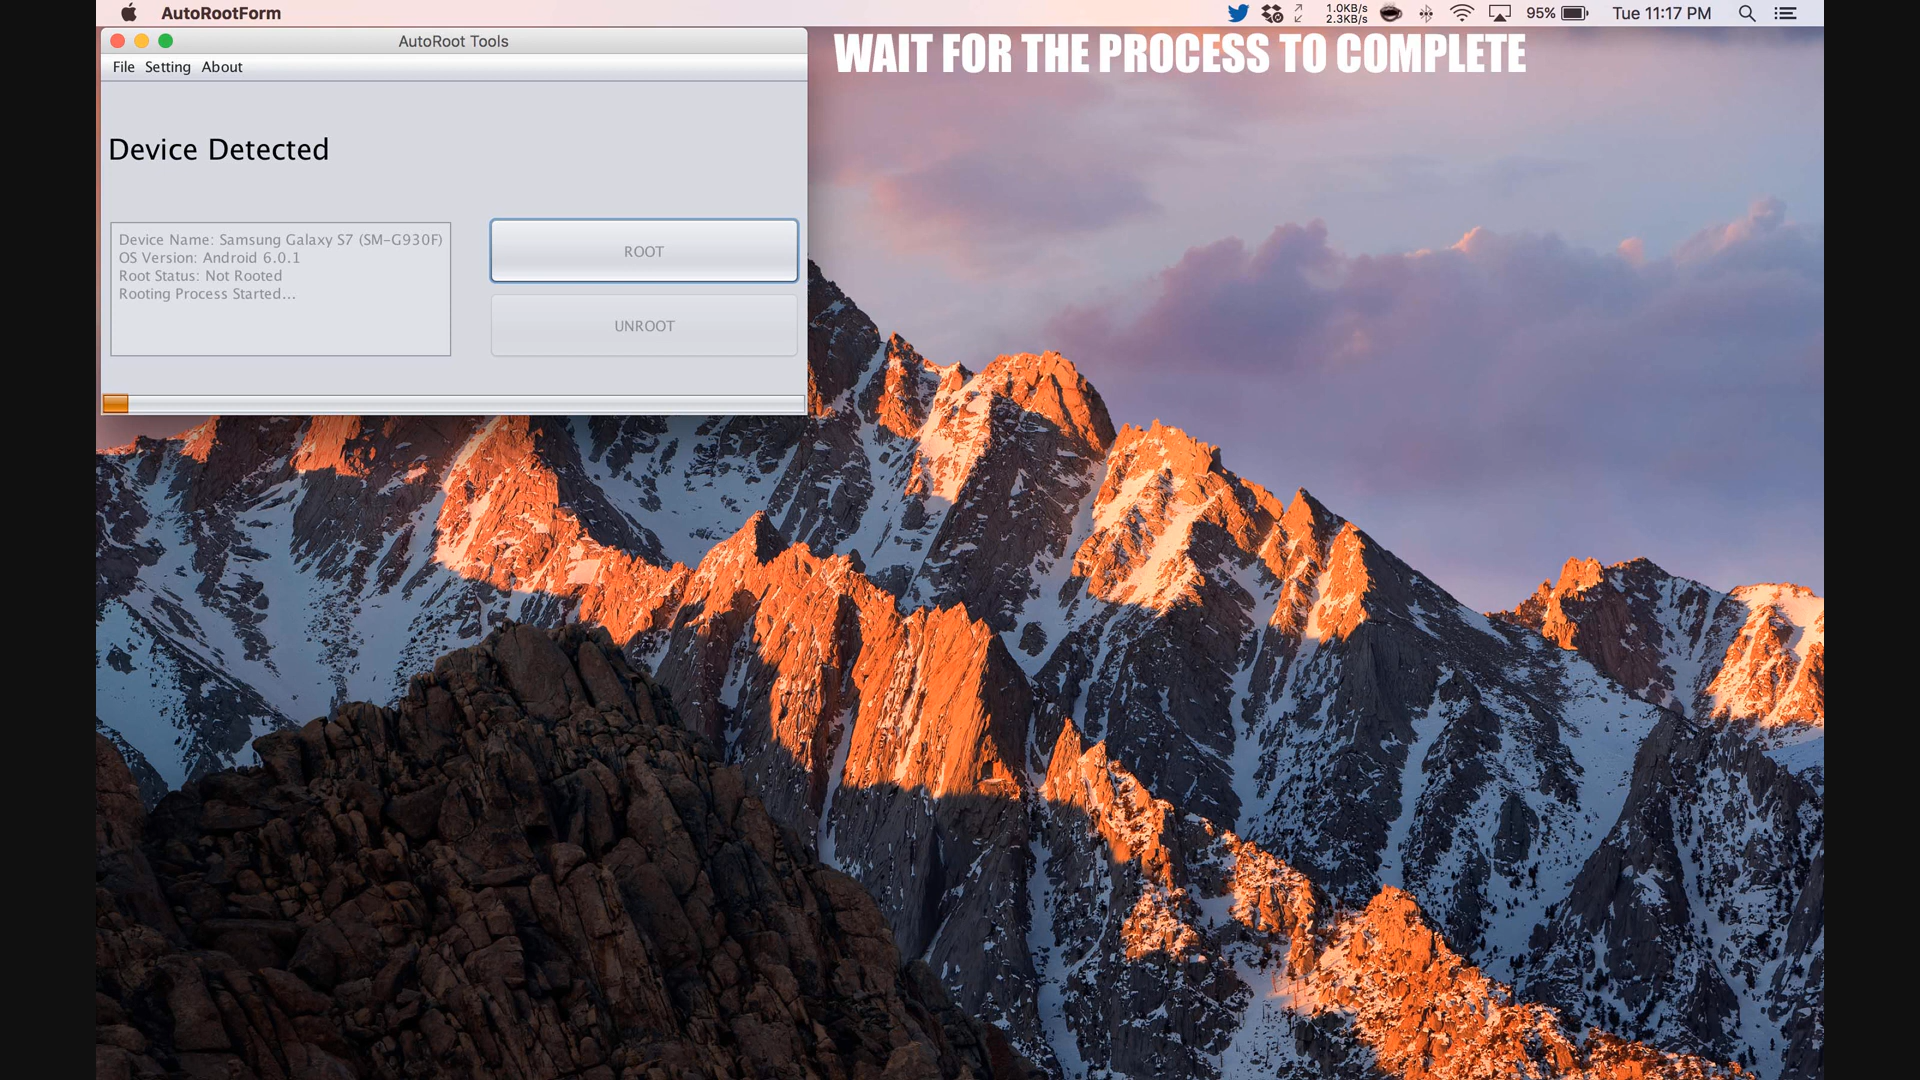 AutoRootForm
1.0KB/s
2.3KB/s
95%
Tue 11:17 PM
AutoRoot Tools
WAIT FOR THE PROCESS TO COMPLETE
File Setting About
Device Detected
Device Name: Samsung Galaxy S7 (SM-G930F)
OS Version: Android 6.0.1
Root Status: Not Rooted
Rooting Process Started...
ROOT
UNROOT